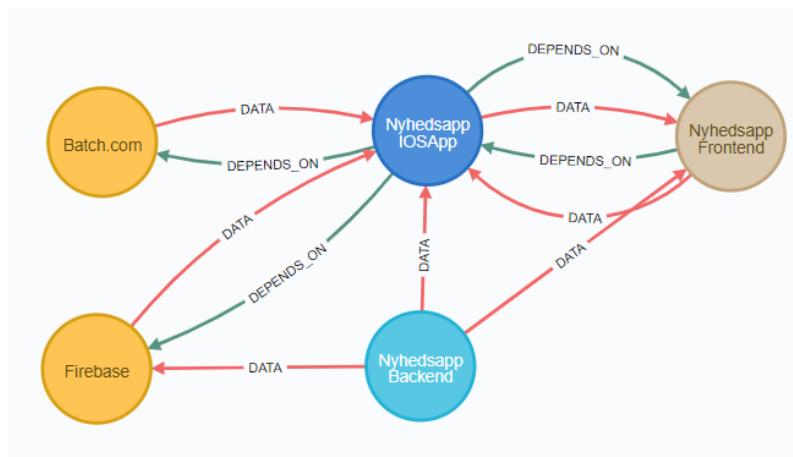 DEPENDS_ON
Batch.com
DATA
Nyhedsapp
IOSApp
DATA
Nyhedsapp
Frontend
DEPENDS_ON
DEPENDS_ON
DATA
DATA
DEPENDS_ON
DATA
DATA
Firebase
DATA
Nyhedsapp
Backend